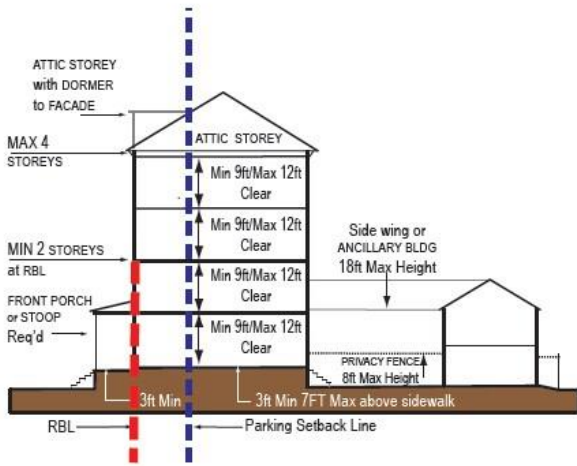 ATTIC STOREY
with DORMER
to FACADE
MAX 4
STOREYS
ATTIC STOREY
Min 9ft/Max 12ft
Clear
Min 9ft/Max 12ft
Clear
MIN 2 STOREYS
at RBL
Side wing or
ANCILLARY BLDG
18ft Max Height
Min 9ft/Max 12ft
Clear
FRONT PORCH
or STOOP
Req'd
Min 9ft/Max 12ft
Clear
PRIVACY FENCE
8ft Max Height
3ft Min
3ft Min 7FT Max above sidewalk
RBL
Parking Setback Line